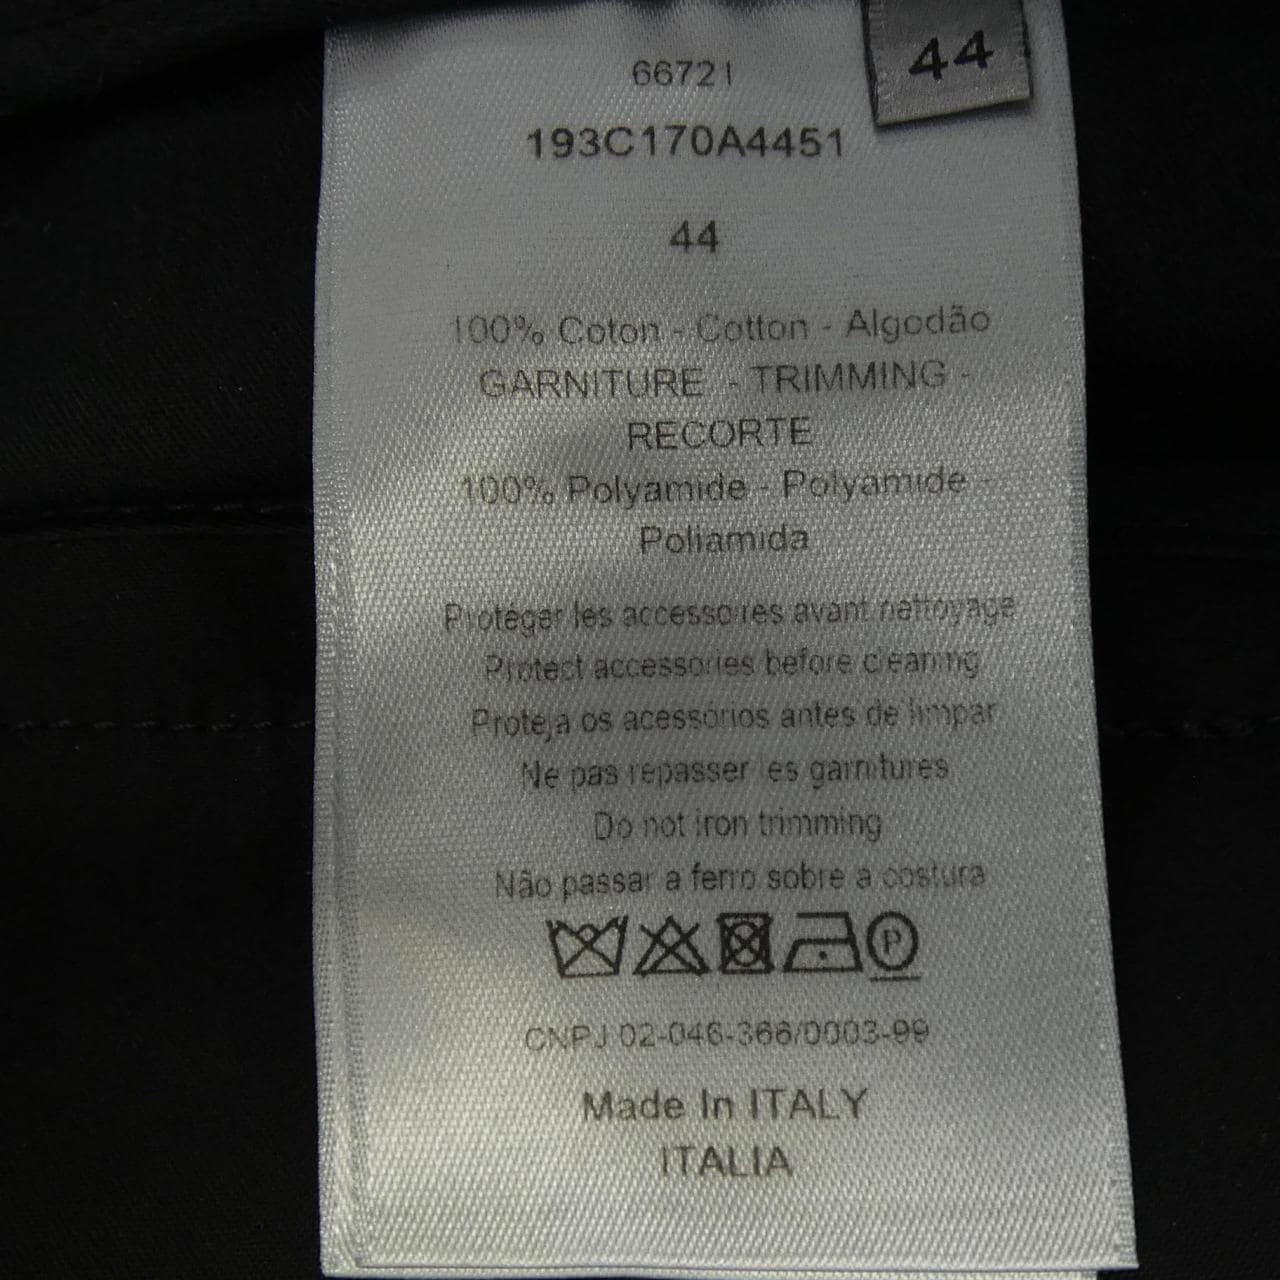 44
66721
193C170A4451
44
100% Coton - Cotton - Algodão
GARNITURE - TRIMMING -
RECORTE
100% Polyamide - Polyamide -
Poliamida
Protéger les accessoires avant nettoyage
Protect accessories before cleaning
Proteja os acessórios antes de limpar
Ne pas repasser les garnitures
Do not iron trimming
Não passar a ferro sobre a costura
P
CNPJ 02-046-366/0003-99
Made In ITALY
ITALIA